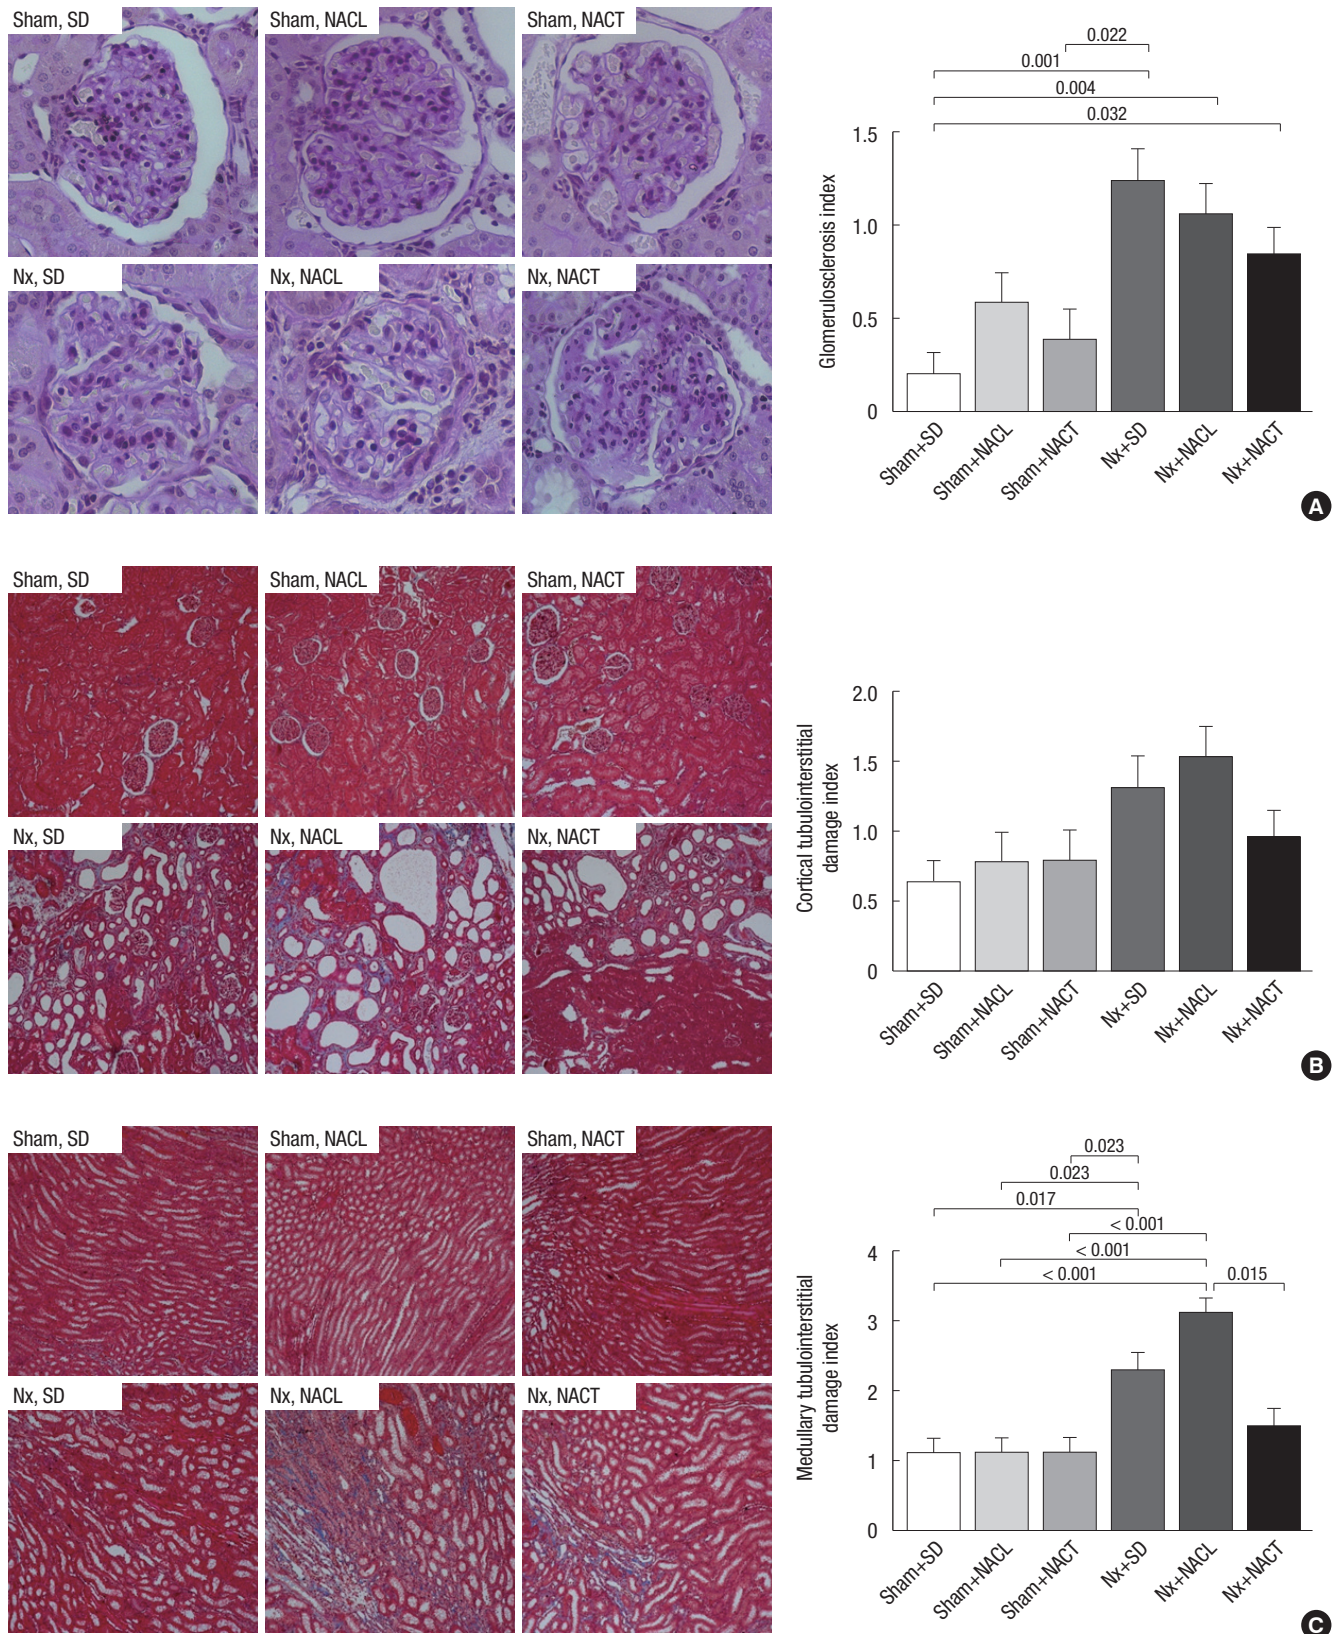 Sham, SD
Sham, NACL
Sham, NACT
Nx, SD
Nx, NACL
Nx, NACT
0.022
0.001
0.004
0.032
Glomerulosclerosis index
1.5
1.0
0.5
0
Sham+SD
Sham+NACL
Sham+NACT
Nx+SD
Nx+NACL
Nx+NACT
A
Sham, SD
Sham, NACL
Sham, NACT
Nx, SD
Nx, NACL
Nx, NACT
Cortical tubulointerstitial
damage index
2.0
1.5
1.0
0.5
0
Sham+SD
Sham+NACL
Sham+NACT
Nx+SD
Nx+NACL
Nx+NACT
B
Sham, SD
Sham, NACL
Sham, NACT
Nx, SD
Nx, NACL
Nx, NACT
0.023
0.023
0.017
< 0.001
< 0.001
< 0.001
0.015
Medullary tubulointerstitial
damage index
4
3
2
1
0
Sham+SD
Sham+NACL
Sham+NACT
Nx+SD
Nx+NACL
Nx+NACT
C